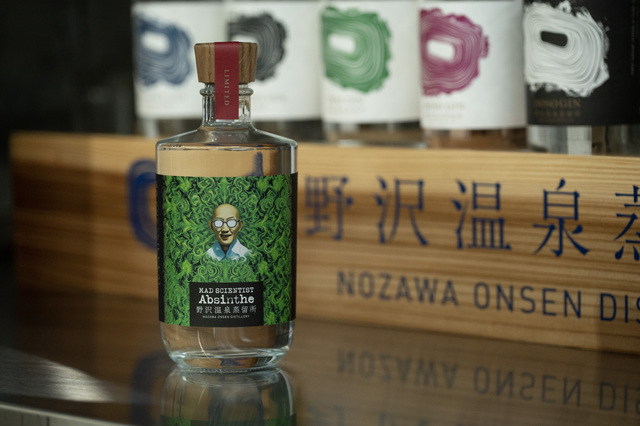 LIMITED
MAD SCIENTIST
Absinthe
野沢温泉蒸留所
NOZAWA ONSEN DISTILLERY
野沢温泉蒸
NOZAWA ONSEN DIS